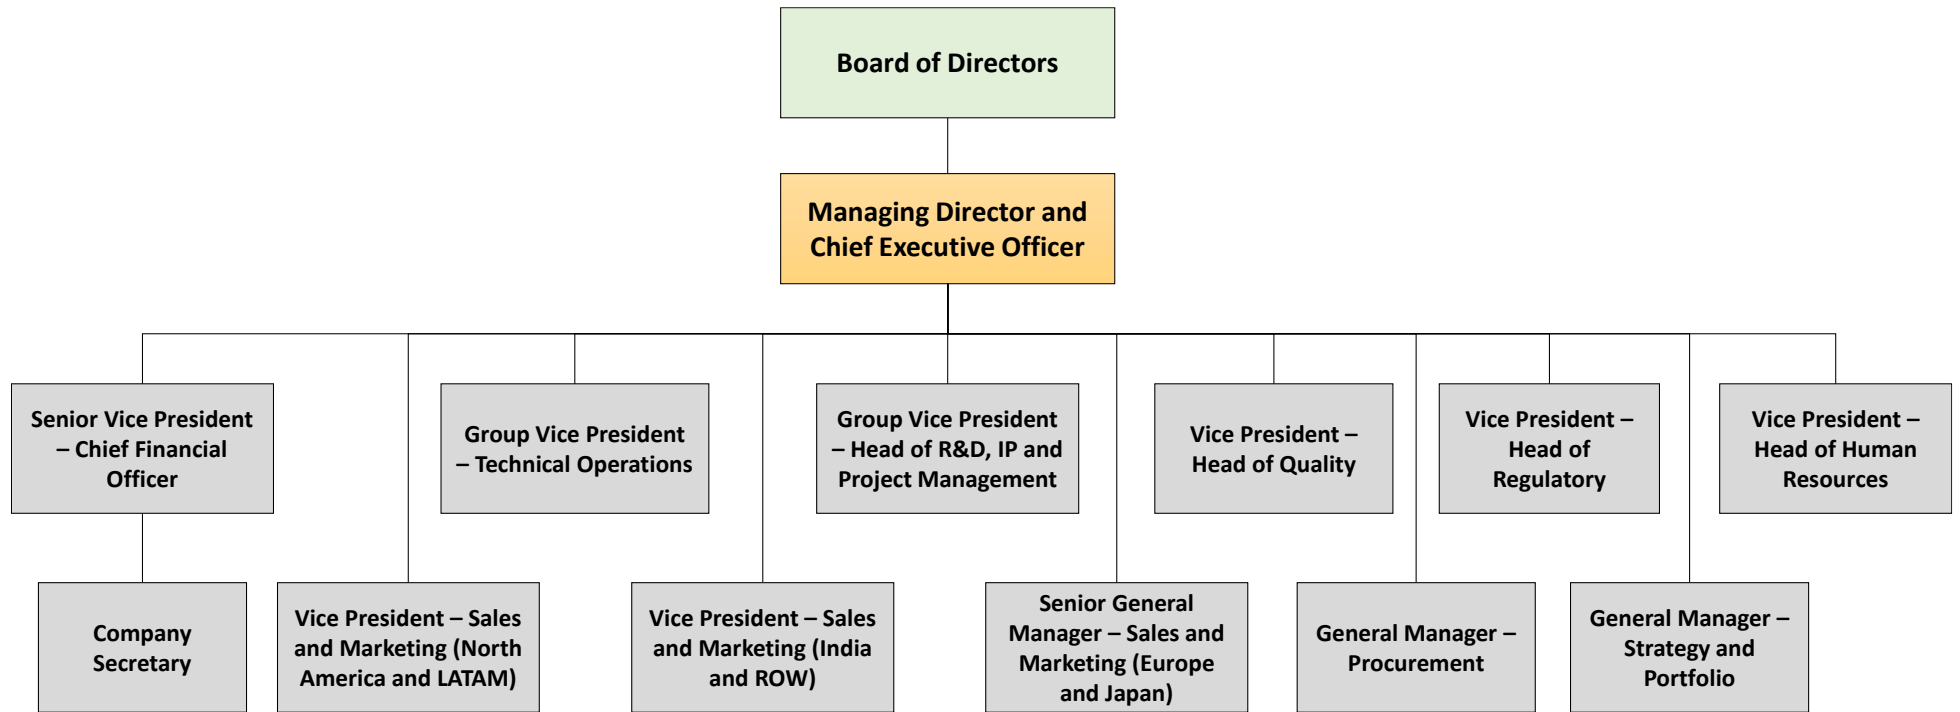 Board of Directors
Managing Director and
Chief Executive Officer
Senior Vice President
– Chief Financial
Officer
Group Vice President
– Technical Operations
Group Vice President
– Head of R&D, IP and
Project Management
Vice President –
Head of Quality
Vice President –
Head of
Regulatory
Vice President –
Head of Human
Resources
Company
Secretary
Vice President – Sales
and Marketing (North
America and LATAM)
Vice President – Sales
and Marketing (India
and ROW)
Senior General
Manager – Sales and
Marketing (Europe
and Japan)
General Manager –
Procurement
General Manager –
Strategy and
Portfolio